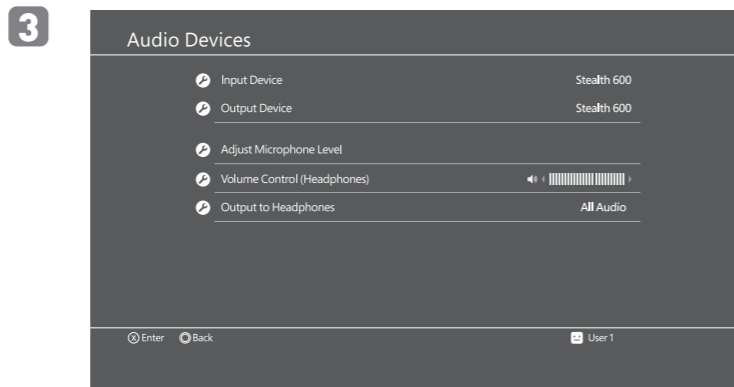 3
Audio Devices
Input Device Stealth 600
Output Device Stealth 600
Adjust Microphone Level
Volume Control (Headphones)
Output to Headphones All Audio
Enter Back User 1